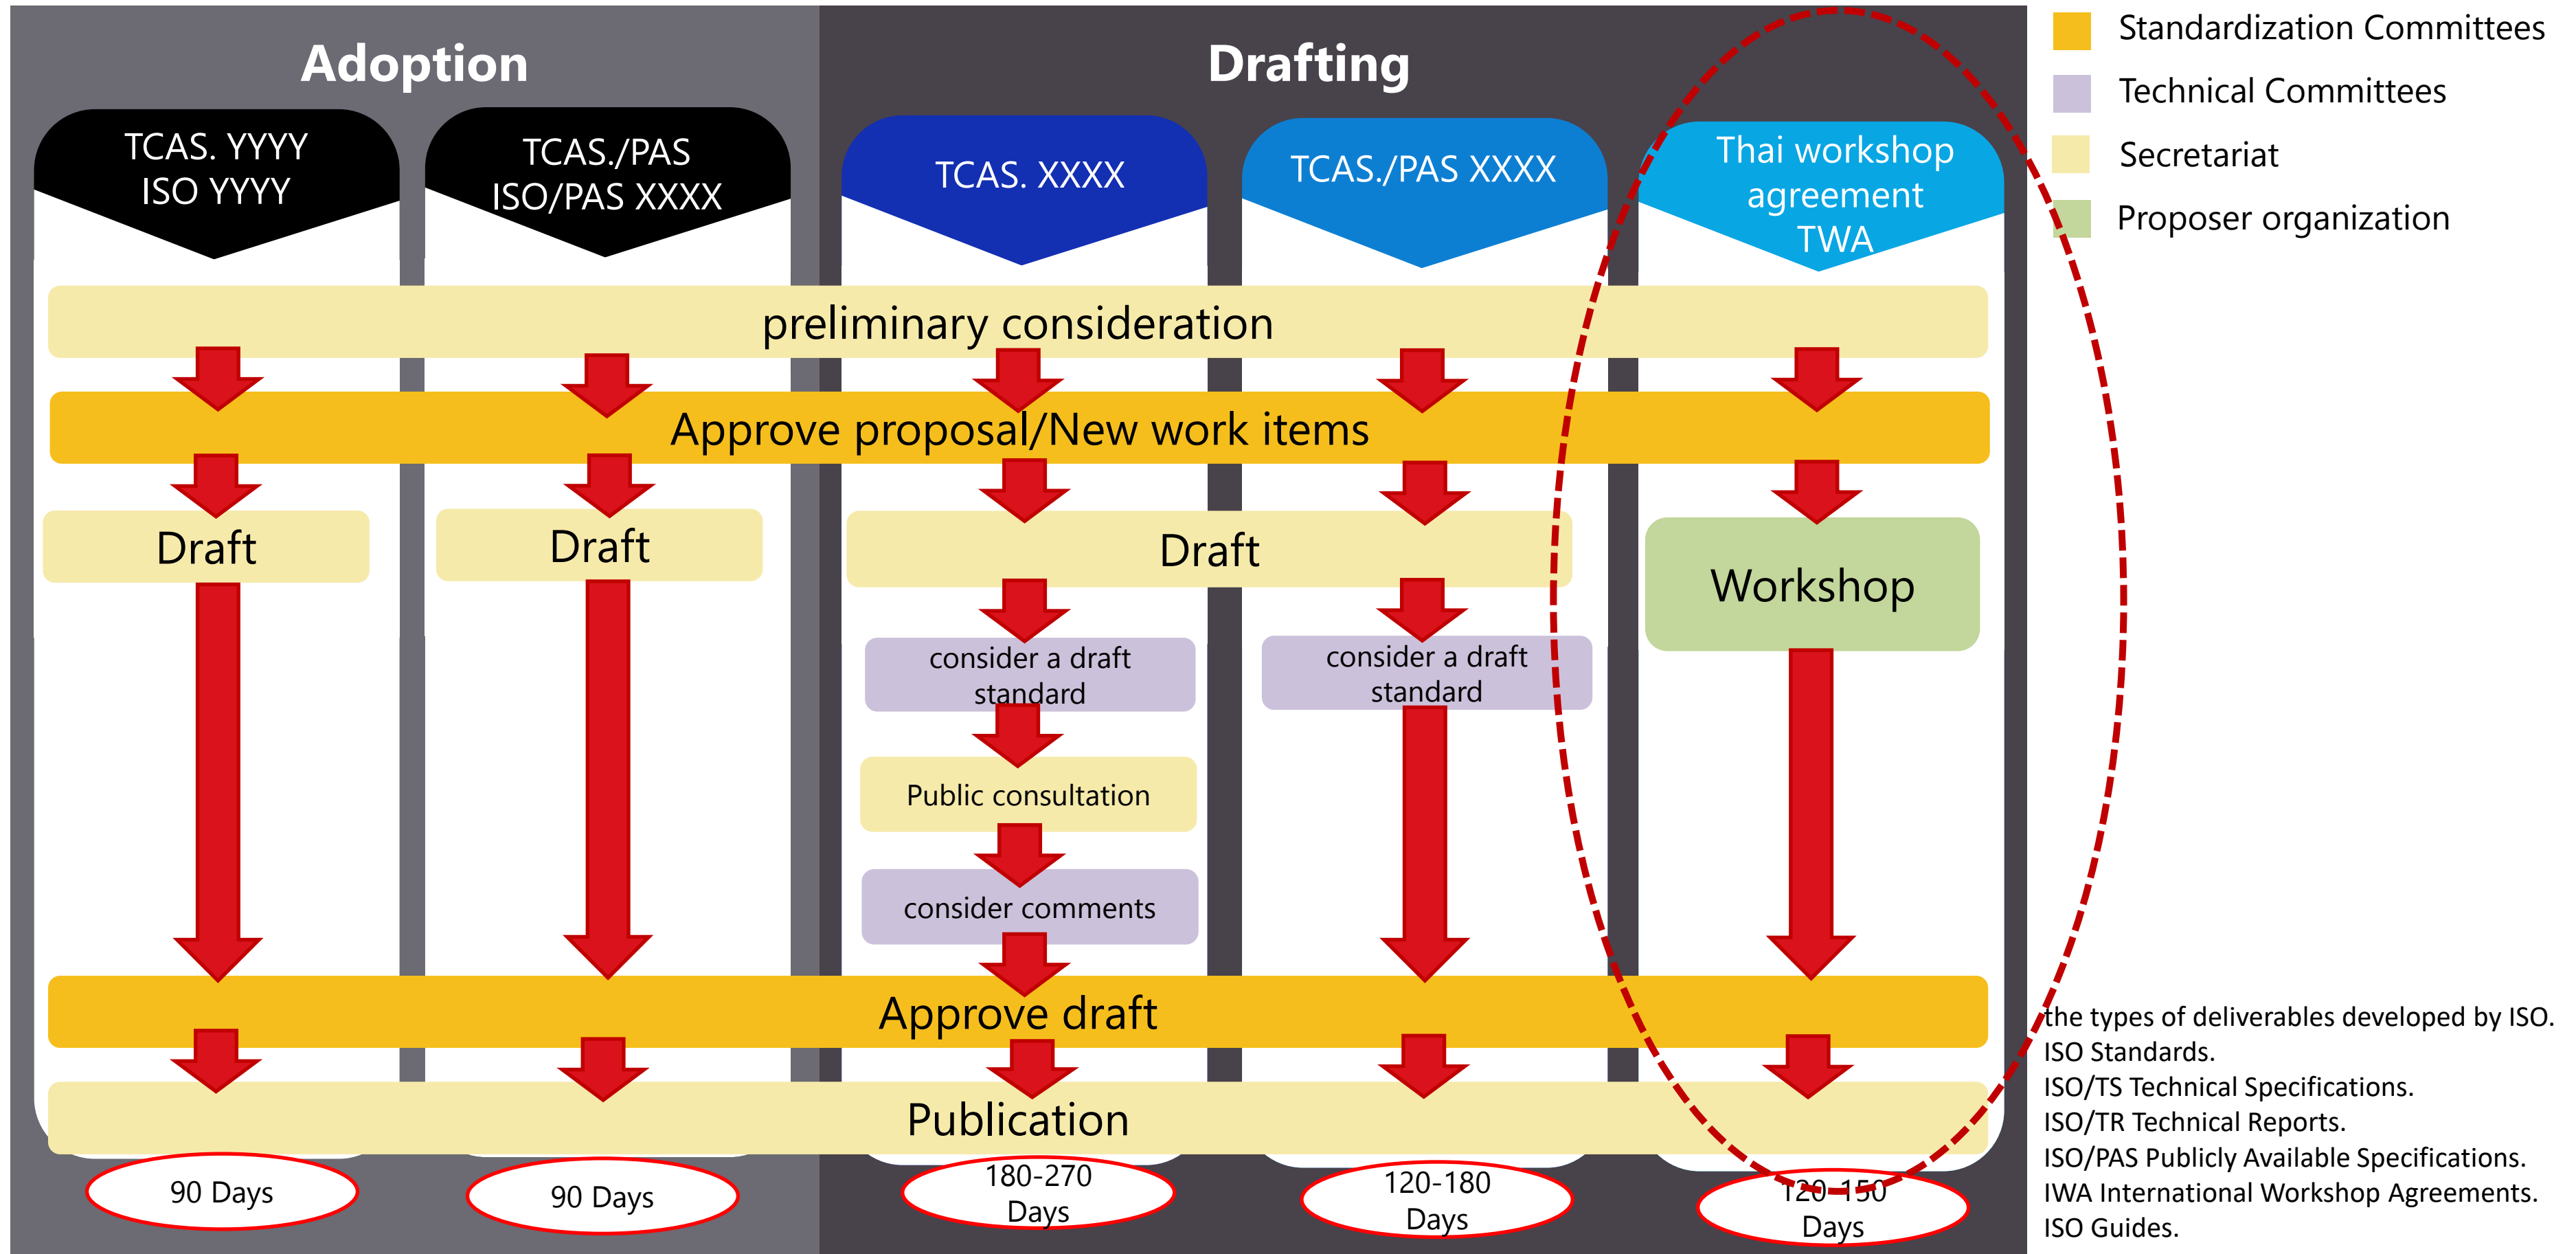 Adoption
Drafting
Standardization Committees
Technical Committees
Secretariat
Proposer organization
TCAS. YYYY
ISO YYYY
TCAS./PAS
ISO/PAS XXXX
TCAS. XXXX
TCAS./PAS XXXX
Thai workshop
agreement
TWA
preliminary consideration
Approve proposal/New work items
Draft
Draft
Draft
Workshop
consider a draft
standard
consider a draft
standard
Public consultation
consider comments
Approve draft
Publication
90 Days
90 Days
180-270
Days
120-180
Days
120-150
Days
the types of deliverables developed by ISO.
ISO Standards.
ISO/TS Technical Specifications.
ISO/TR Technical Reports.
ISO/PAS Publicly Available Specifications.
IWA International Workshop Agreements.
ISO Guides.